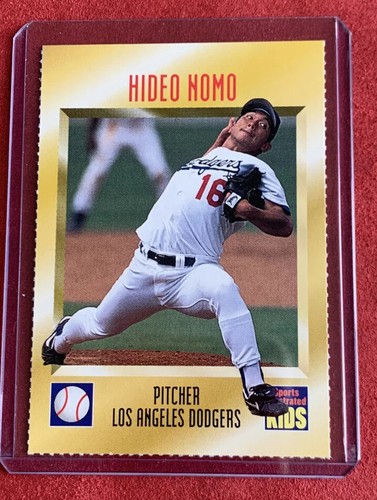 HIDEO NOMO
Dodgers
16
PITCHER
LOS ANGELES DODGERS
Sports
Illustrated
KIDS